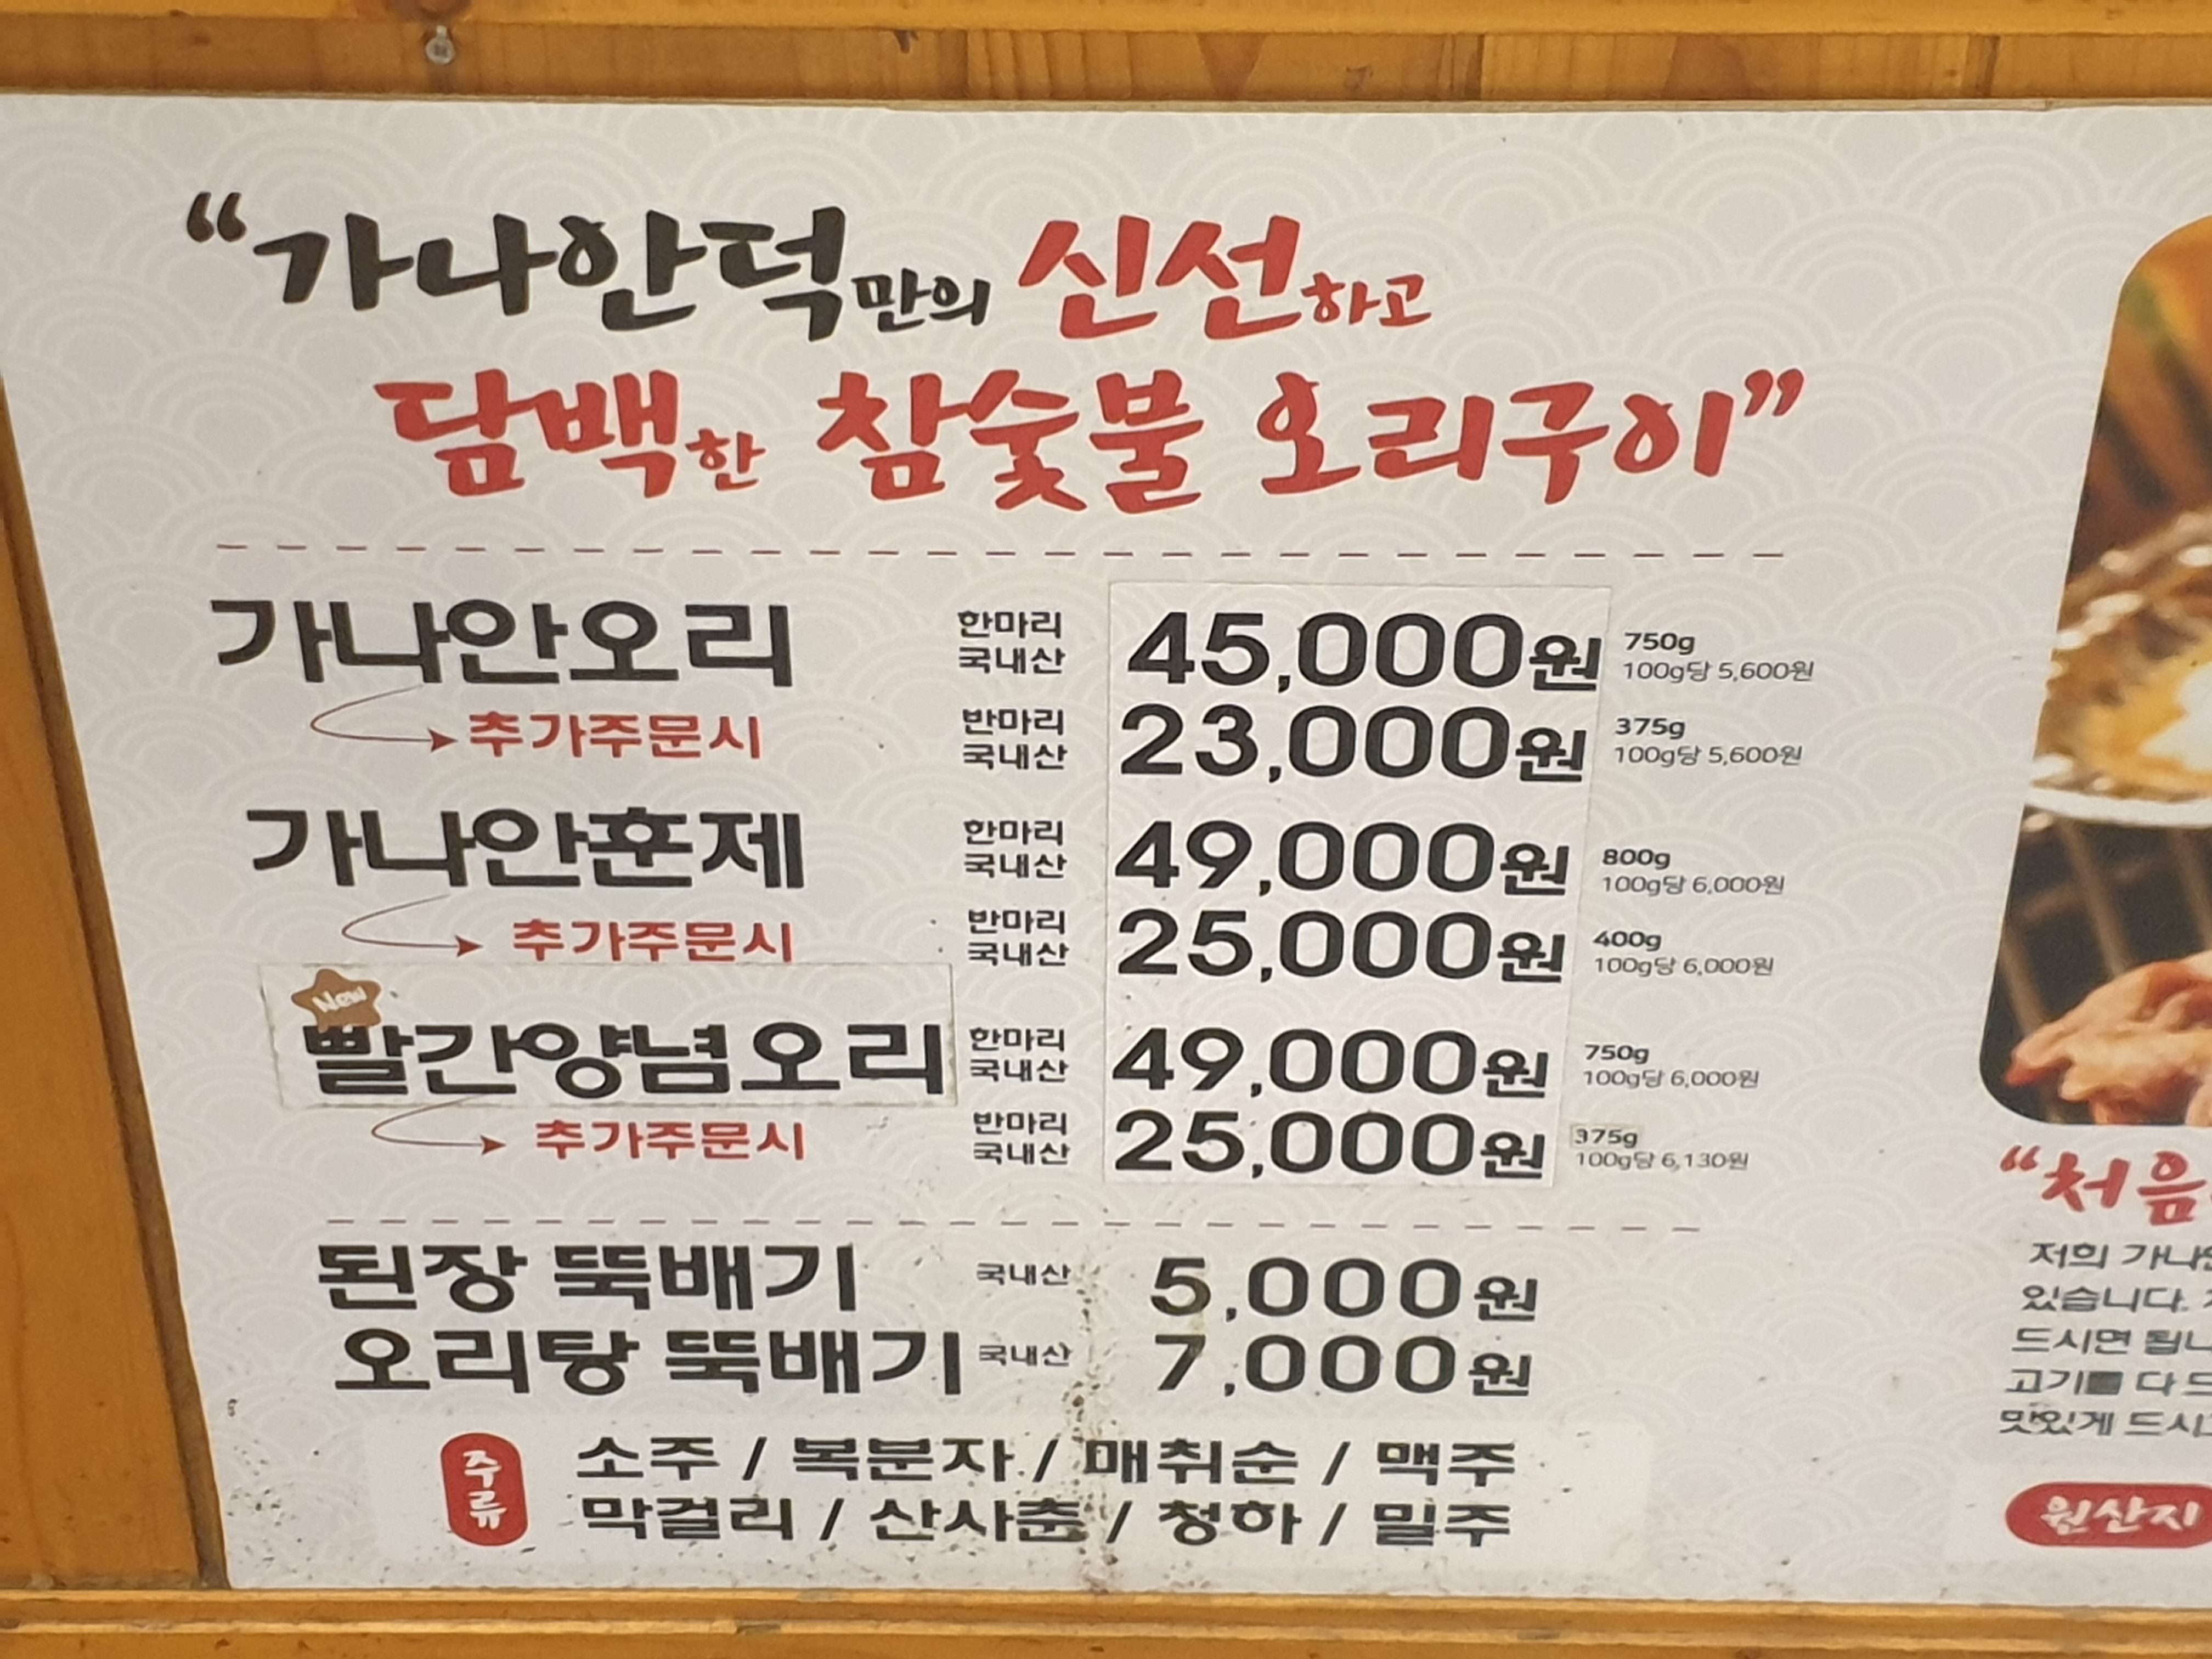 “가나안덕만의 신선하고
담백한 참숯불 오리구이”
가나안오리 한마리 국내산 45,000원 750g 100g당 5,600원
추가주문시 반마리 국내산 23,000원 375g 100g당 5,600원
가나안훈제 한마리 국내산 49,000원 800g 100g당 6,000원
추가주문시 반마리 국내산 25,000원 400g 100g당 6,000원
New
빨간양념오리 한마리 국내산 49,000원 750g 100g당 6,000원
추가주문시 반마리 국내산 25,000원 375g 100g당 6,130원
된장 뚝배기 국내산 5,000원
오리탕 뚝배기 국내산 7,000원
주류
소주 / 복분자 / 매취순 / 맥주
막걸리 / 산사춘 / 청하 / 밀주
“처음
저희
있습니다.
드시면
고기를 다
맛있게
원산지